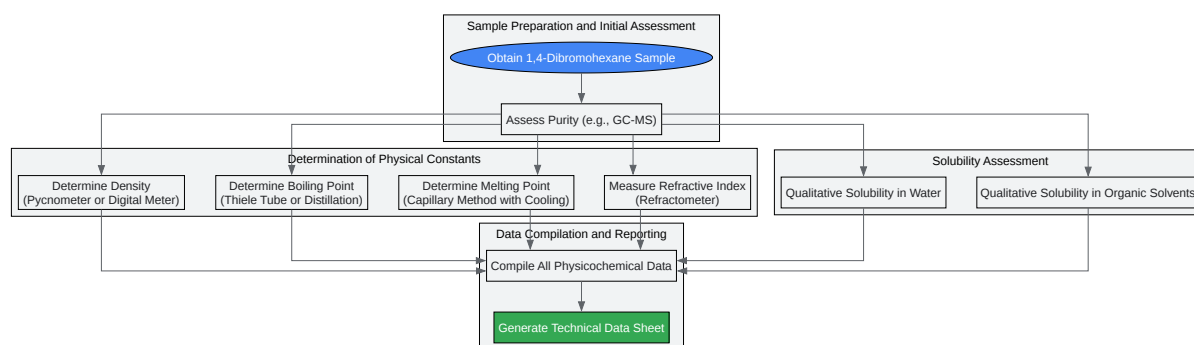 Sample Preparation and Initial Assessment
Obtain 1,4-Dibromohexane Sample
Assess Purity (e.g., GC-MS)
Determination of Physical Constants
Determine Density
(Pycnometer or Digital Meter)
Determine Boiling Point
(Thiele Tube or Distillation)
Determine Melting Point
(Capillary Method with Cooling)
Measure Refractive Index
(Refractometer)
Solubility Assessment
Qualitative Solubility in Water
Qualitative Solubility in Organic Solvents
Data Compilation and Reporting
Compile All Physicochemical Data
Generate Technical Data Sheet